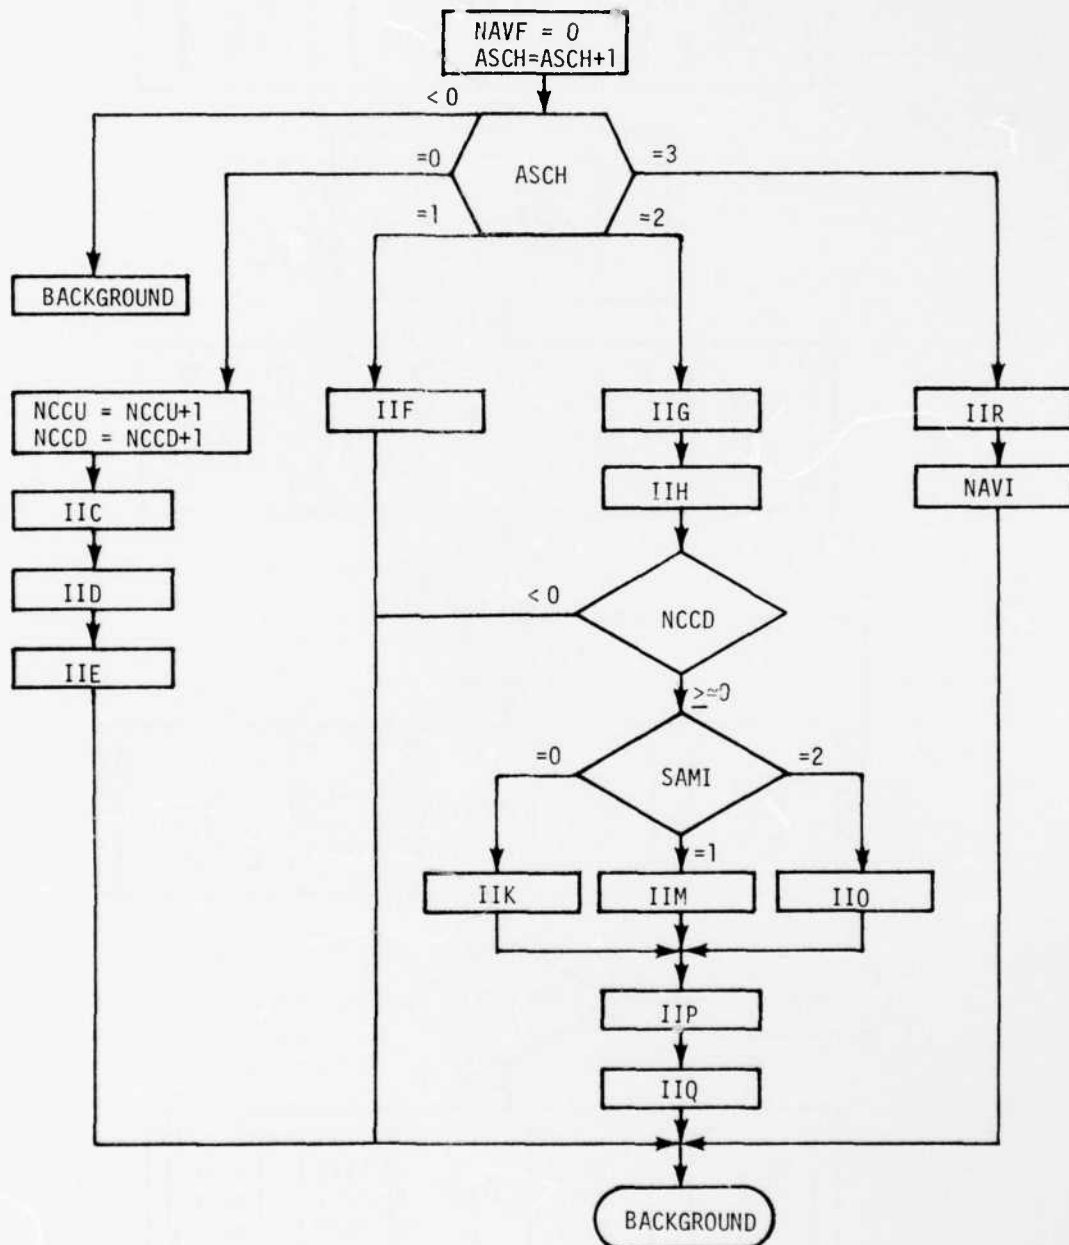 NAVF = 0
ASCH=ASCH+1
< 0
=0
ASCH
=3
=1
=2
BACKGROUND
NCCU = NCCU+1
NCCD = NCCD+1
IIF
IIG
IIR
IIC
IIH
NAVI
IID
< 0
NCCD
IIE
≥=0
=0
SAMI
=2
=1
IIK
IIM
IIO
IIP
IIQ
BACKGROUND